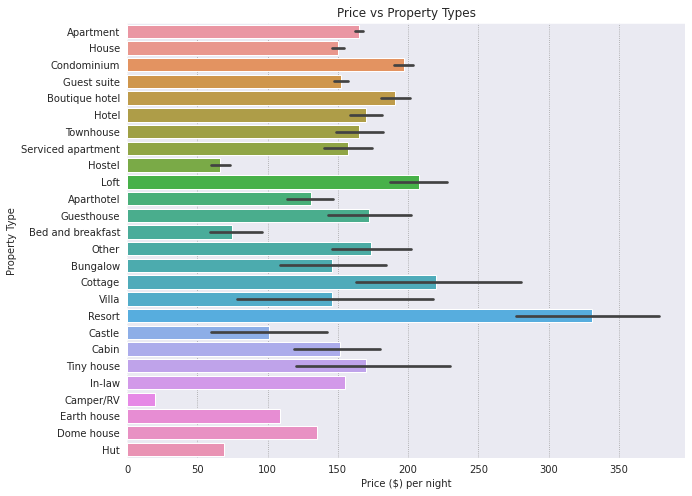 Price vs Property Types
Property Type
Apartment
House
Condominium
Guest suite
Boutique hotel
Hotel
Townhouse
Serviced apartment
Hostel
Loft
Aparthotel
Guesthouse
Bed and breakfast
Other
Bungalow
Cottage
Villa
Resort
Castle
Cabin
Tiny house
In-law
Camper/RV
Earth house
Dome house
Hut
0 50 100 150 200 250 300 350
Price ($) per night